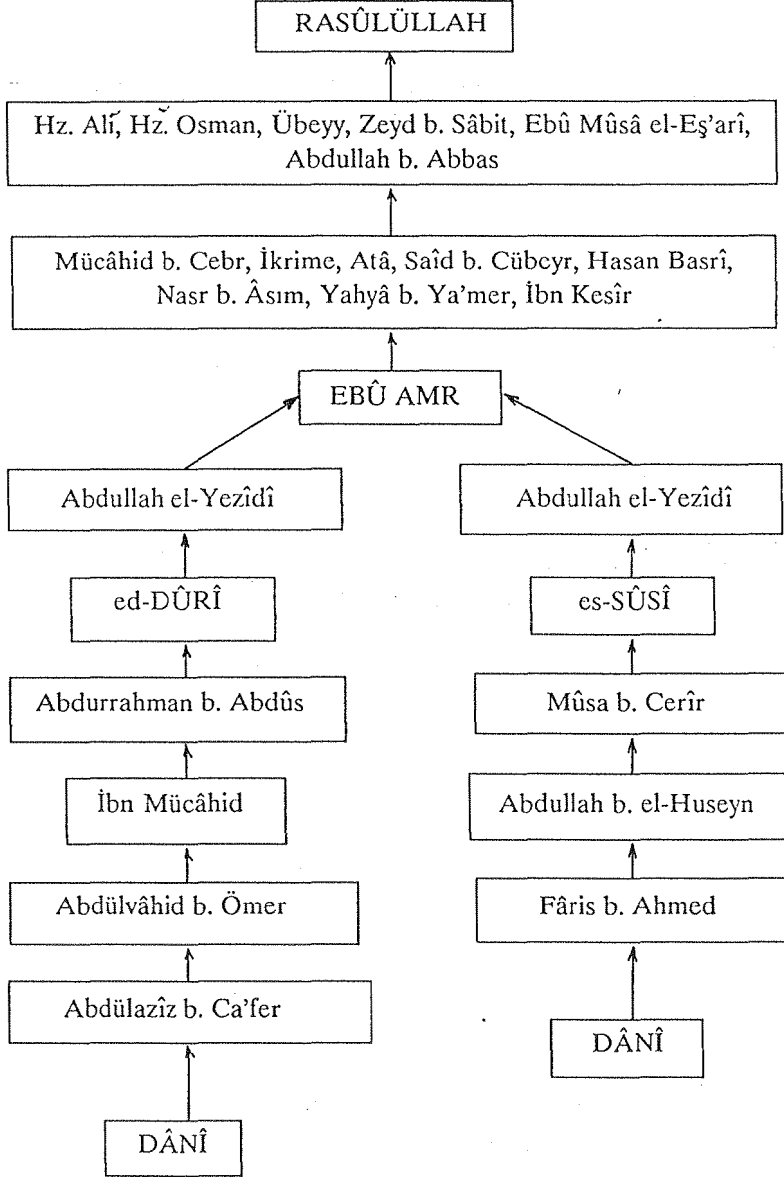 RASÛLÜLLAH
Hz. Alî, Hz. Osman, Übeyy, Zeyd b. Sâbit, Ebû Mûsâ el-Eş'arî,
Abdullah b. Abbas
Mücâhid b. Cebr, İkrime, Atâ, Saîd b. Cübcyr, Hasan Basrî,
Nasr b. Âsım, Yahyâ b. Ya'mer, İbn Kesîr
EBÛ AMR
Abdullah el-Yezîdî
ed-DÛRÎ
Abdurrahman b. Abdûs
İbn Mücâhid
Abdülvâhid b. Ömer
Abdülazîz b. Ca'fer
DÂNÎ
Abdullah el-Yezîdî
es-SÛSÎ
Mûsa b. Cerîr
Abdullah b. el-Huseyn
Fâris b. Ahmed
DÂNÎ